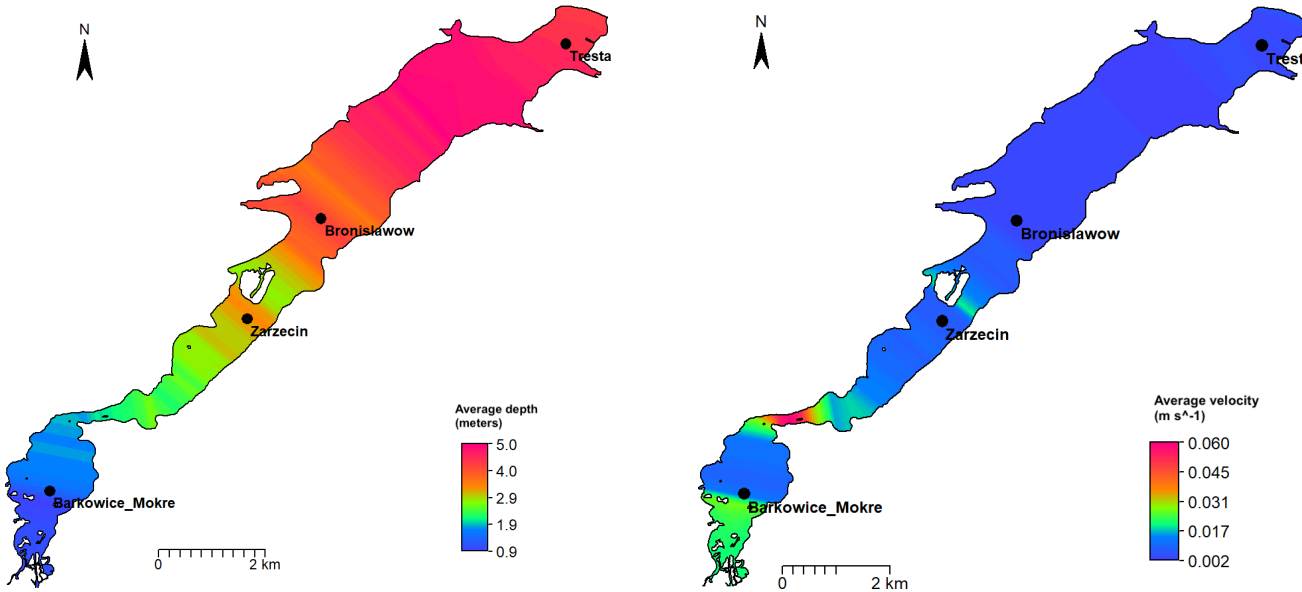 N
Tresta
Bronislawow
Zarzecin
Barkowice_Mokre
Average depth
(meters)
5.0
4.0
2.9
1.9
0.9
0
2 km
N
Trest
Bronisławow
Zarzecin
Barkowice_Mokre
Average velocity
(m s^-1)
0.060
0.045
0.031
0.017
0.002
0
2 km